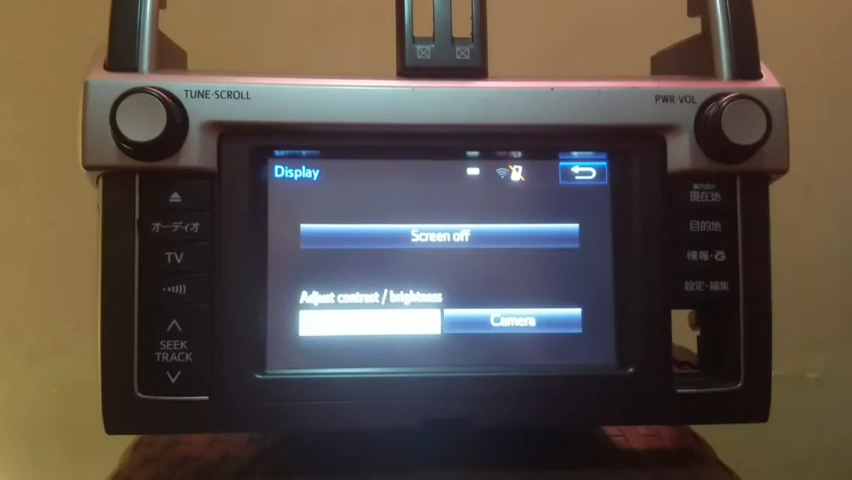 TUNE·SCROLL
PWR·VOL
Display
オーディオ
TV
SEEK
TRACK
Screen off
Adjust contrast / brightness
Camera
現在地
目的地
情報・G
設定・編集